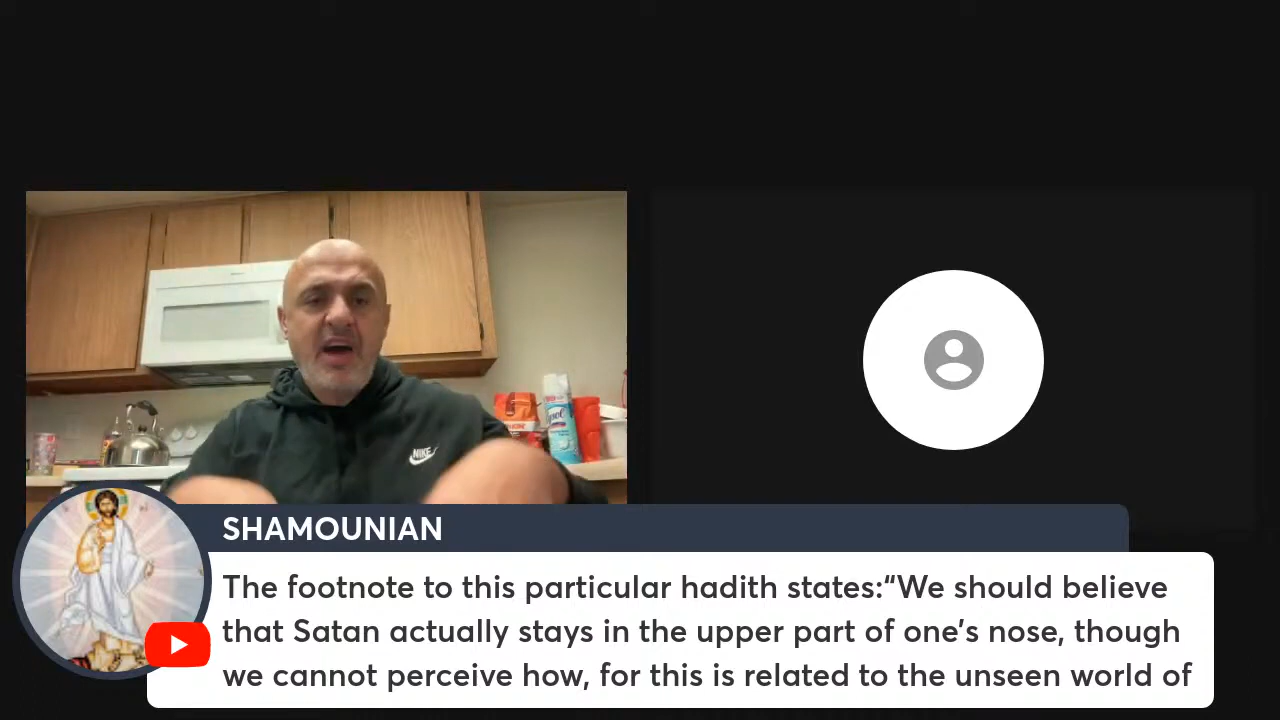 NIKE
SHAMOUNIAN
The footnote to this particular hadith states:“We should believe
that Satan actually stays in the upper part of one’s nose, though
we cannot perceive how, for this is related to the unseen world of